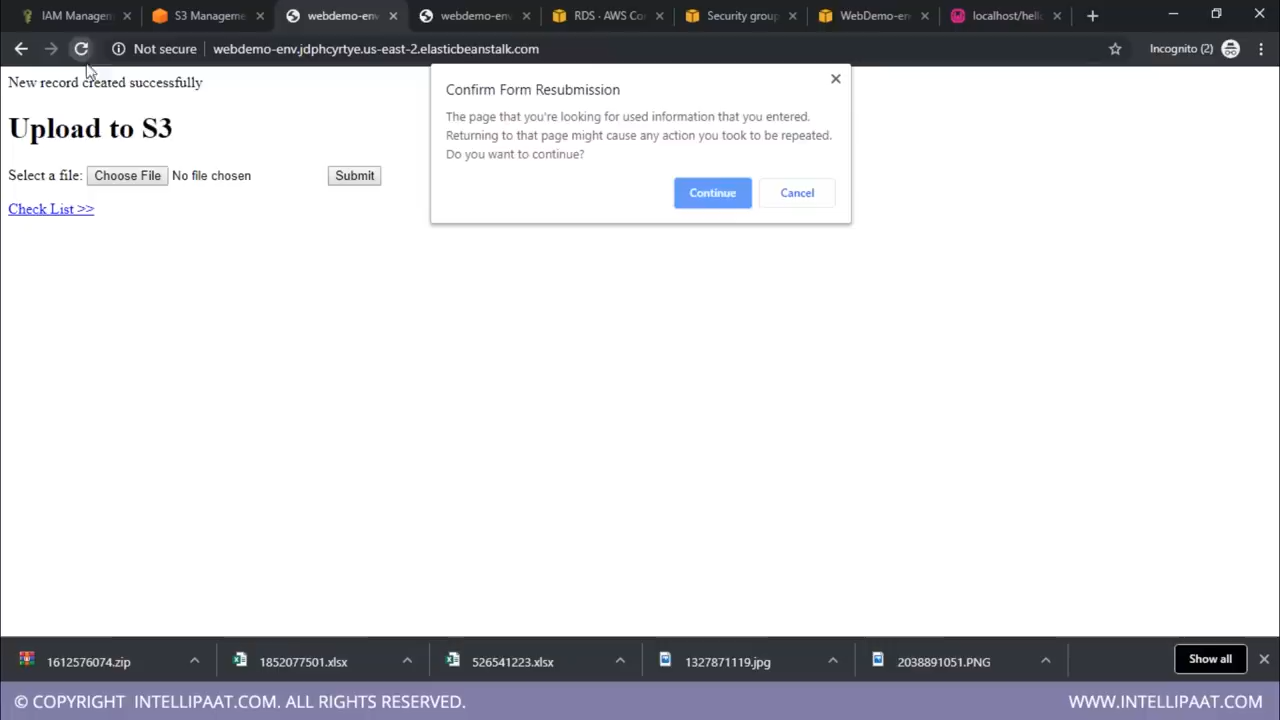 IAM Manag
S3 Manageme
webdemo-env
webdemo-env
RDS · AWS Co
Security group
WebDemo-en
localhost/hello
Not secure
webdemo-env.jdphcyrtye.us-east-2.elasticbeanstalk.com
Incognito (2)
New record created successfully
Upload to S3
Select a file: Choose File No file chosen Submit
Check List >>
Confirm Form Resubmission
The page that you're looking for used information that you entered.
Returning to that page might cause any action you took to be repeated.
Do you want to continue?
Continue
Cancel
1612576074.zip
1852077501.xlsx
526541223.xlsx
1327871119.jpg
2038891051.PNG
Show all
© COPYRIGHT INTELLIPAAT.COM. ALL RIGHTS RESERVED.
WWW.INTELLIPAAT.COM